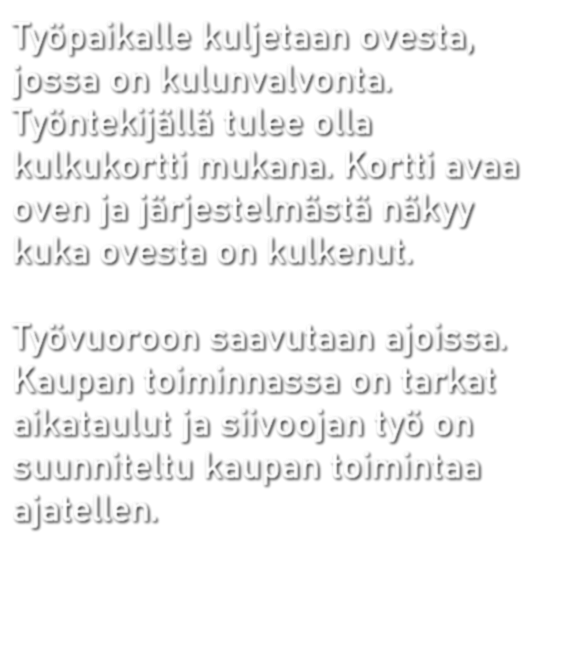 Työpaikalle kuljetaan ovesta,
jossa on kulunvalvonta.
Työntekijällä tulee olla
kulkukortti mukana. Kortti avaa
oven ja järjestelmästä näkyy
kuka ovesta on kulkenut.

Työvuoroon saavutaan ajoissa.
Kaupan toiminnassa on tarkat
aikataulut ja siivoojan työ on
suunniteltu kaupan toimintaa
ajatellen.